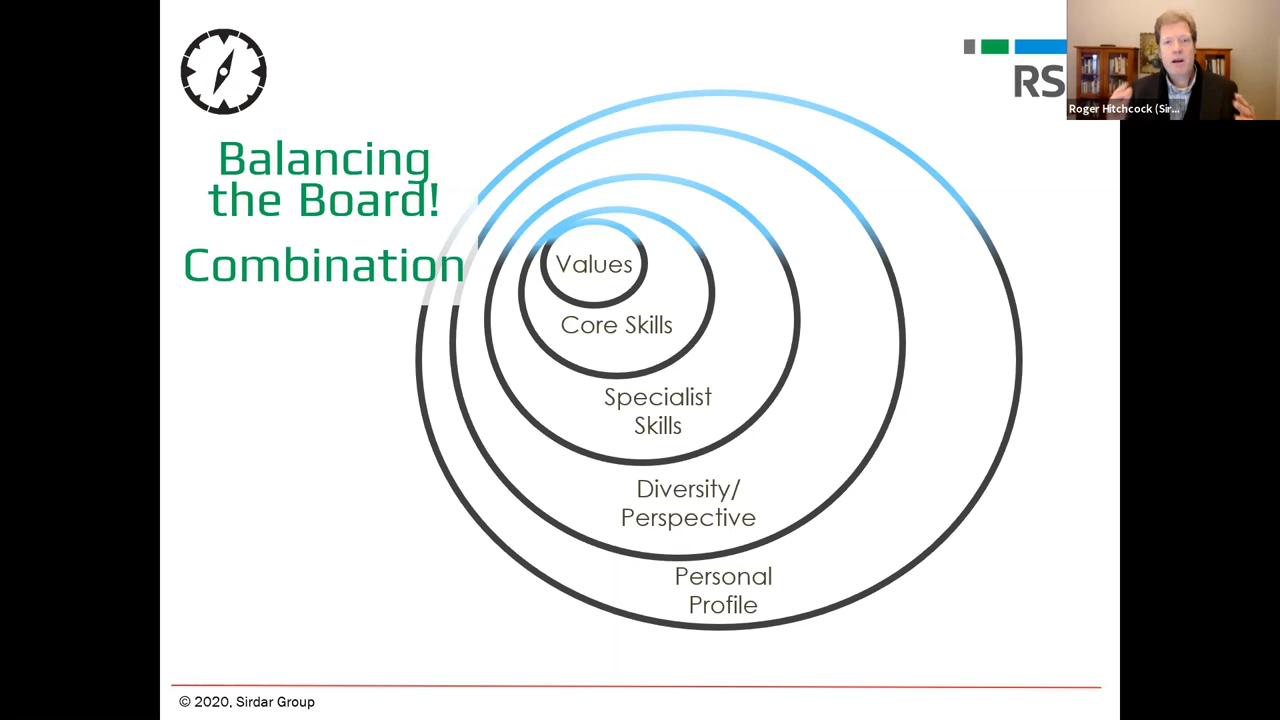 Balancing
the Board!
Combination
RS
Roger Hitchcock (Sir...
Values
Core Skills
Specialist
Skills
Diversity/
Perspective
Personal
Profile
© 2020, Sirdar Group